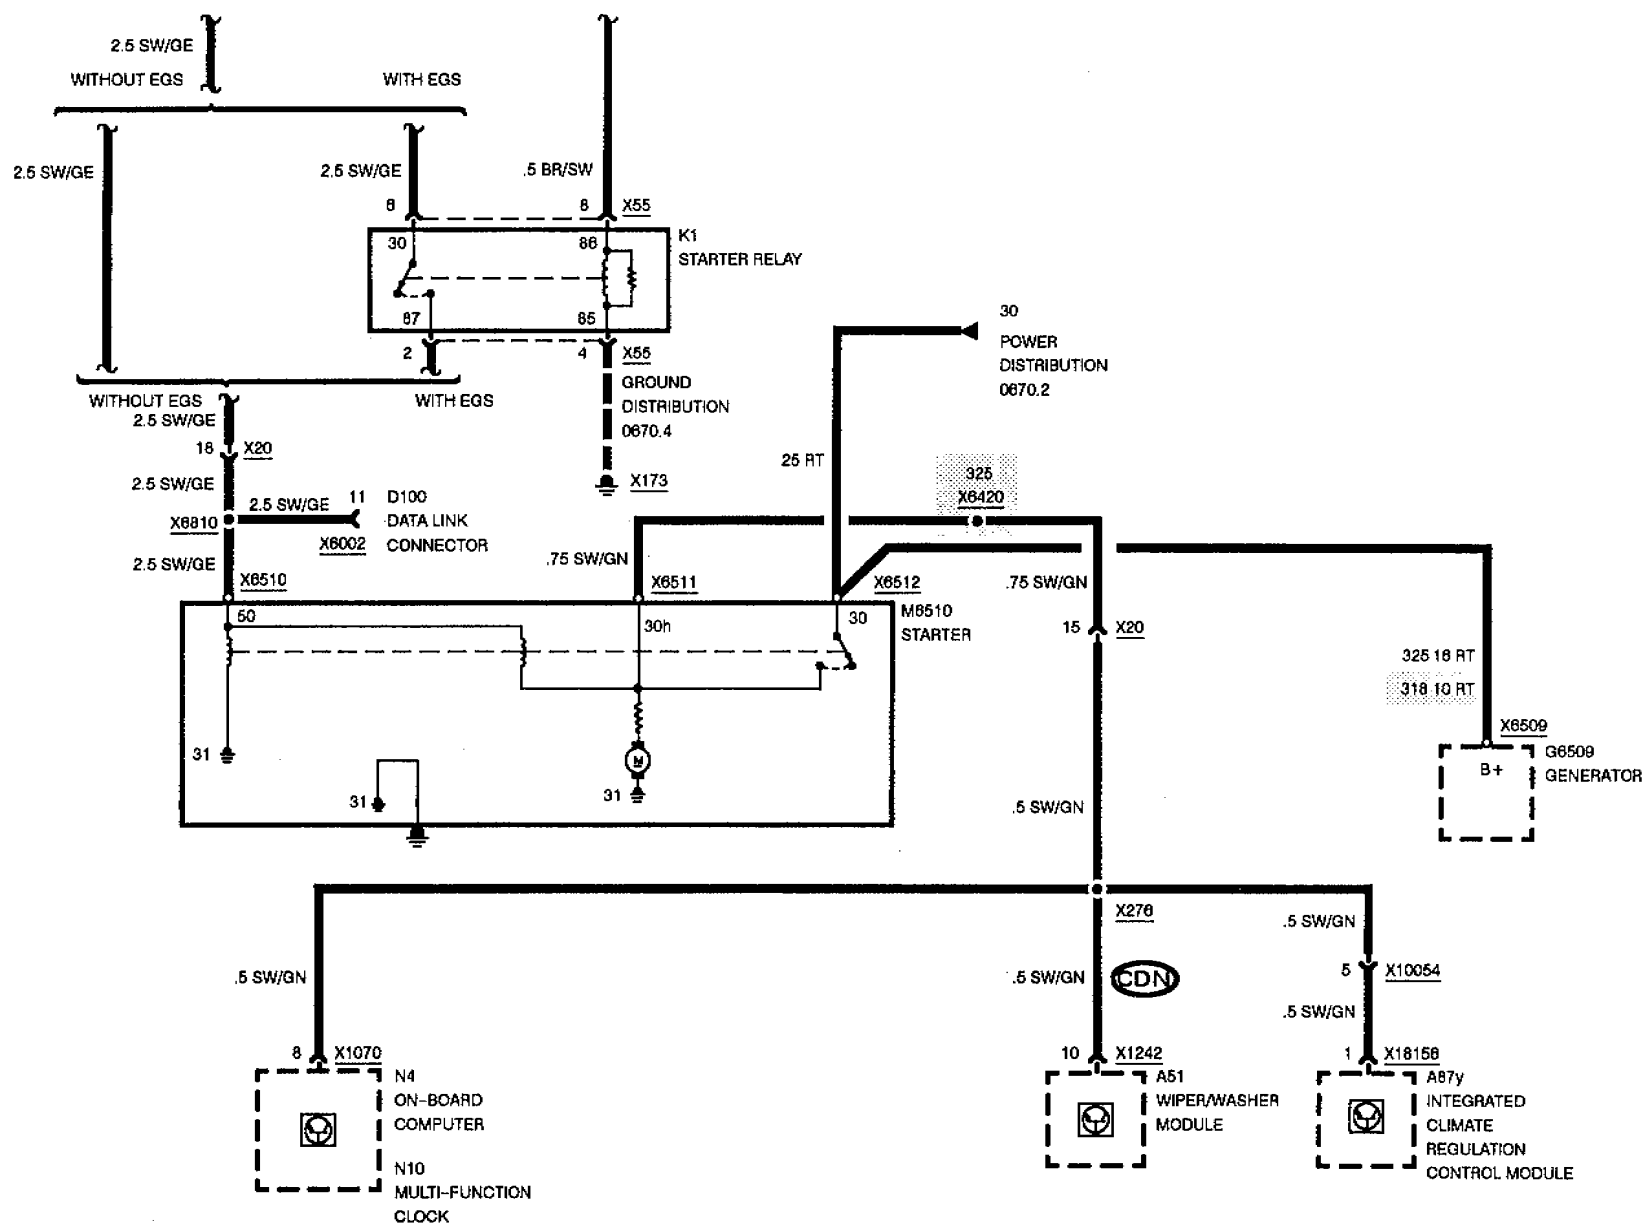 2.5 SW/GE
WITHOUT EGS
WITH EGS
2.5 SW/GE
2.5 SW/GE
.5 BR/SW
6
8
X55
30
86
K1
STARTER RELAY
87
85
2
4
X55
GROUND
DISTRIBUTION
0670.4
WITHOUT EGS
WITH EGS
2.5 SW/GE
18
X20
30
POWER
DISTRIBUTION
0670.2
25 RT
325
X6420
X173
2.5 SW/GE
2.5 SW/GE
11
D100
DATA LINK
CONNECTOR
X6810
X6002
2.5 SW/GE
.75 SW/GN
.75 SW/GN
X6510
X6511
X6512
50
30h
30
M6510
STARTER
15
X20
325 16 RT
318 10 RT
X6509
G6509
GENERATOR
B+
31
M
31
31
.5 SW/GN
X276
.5 SW/GN
.5 SW/GN
.5 SW/GN
CDN
5
X10054
.5 SW/GN
8
X1070
10
X1242
1
X18158
N4
ON-BOARD
COMPUTER
N10
MULTI-FUNCTION
CLOCK
A51
WIPER/WASHER
MODULE
A87y
INTEGRATED
CLIMATE
REGULATION
CONTROL MODULE